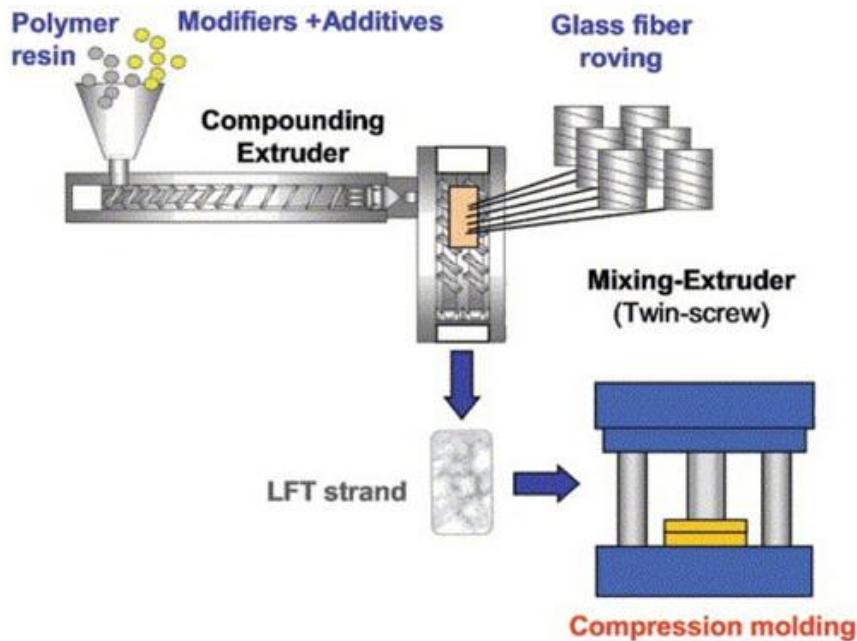 Polymer
resin
Modifiers +Additives
Glass fiber
roving
Compounding
Extruder
Mixing-Extruder
(Twin-screw)
LFT strand
Compression molding